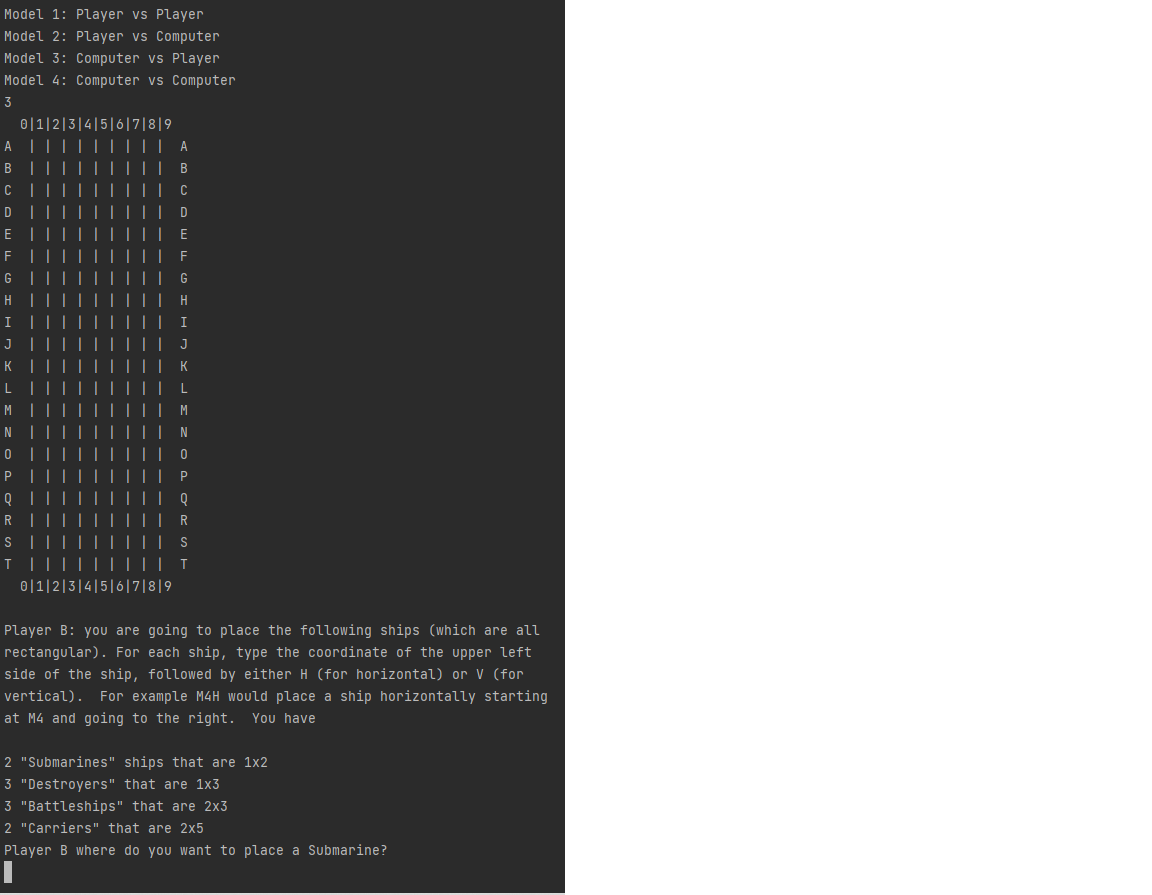 Model 1: Player vs Player
Model 2: Player vs Computer
Model 3: Computer vs Player
Model 4: Computer vs Computer
3
  0|1|2|3|4|5|6|7|8|9
A  | | | | | | | | |  A
B  | | | | | | | | |  B
C  | | | | | | | | |  C
D  | | | | | | | | |  D
E  | | | | | | | | |  E
F  | | | | | | | | |  F
G  | | | | | | | | |  G
H  | | | | | | | | |  H
I  | | | | | | | | |  I
J  | | | | | | | | |  J
K  | | | | | | | | |  K
L  | | | | | | | | |  L
M  | | | | | | | | |  M
N  | | | | | | | | |  N
O  | | | | | | | | |  O
P  | | | | | | | | |  P
Q  | | | | | | | | |  Q
R  | | | | | | | | |  R
S  | | | | | | | | |  S
T  | | | | | | | | |  T
  0|1|2|3|4|5|6|7|8|9
Player B: you are going to place the following ships (which are all
rectangular). For each ship, type the coordinate of the upper left
side of the ship, followed by either H (for horizontal) or V (for
vertical).  For example M4H would place a ship horizontally starting
at M4 and going to the right.  You have
2 "Submarines" ships that are 1x2
3 "Destroyers" that are 1x3
3 "Battleships" that are 2x3
2 "Carriers" that are 2x5
Player B where do you want to place a Submarine?